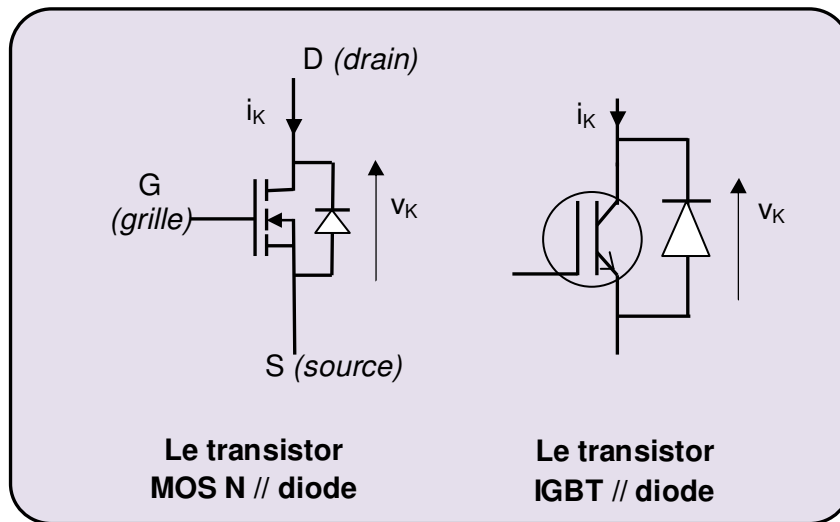 D (drain)
iK
G
(grille)
vK
S (source)
Le transistor
MOS N // diode
iK
vK
Le transistor
IGBT // diode